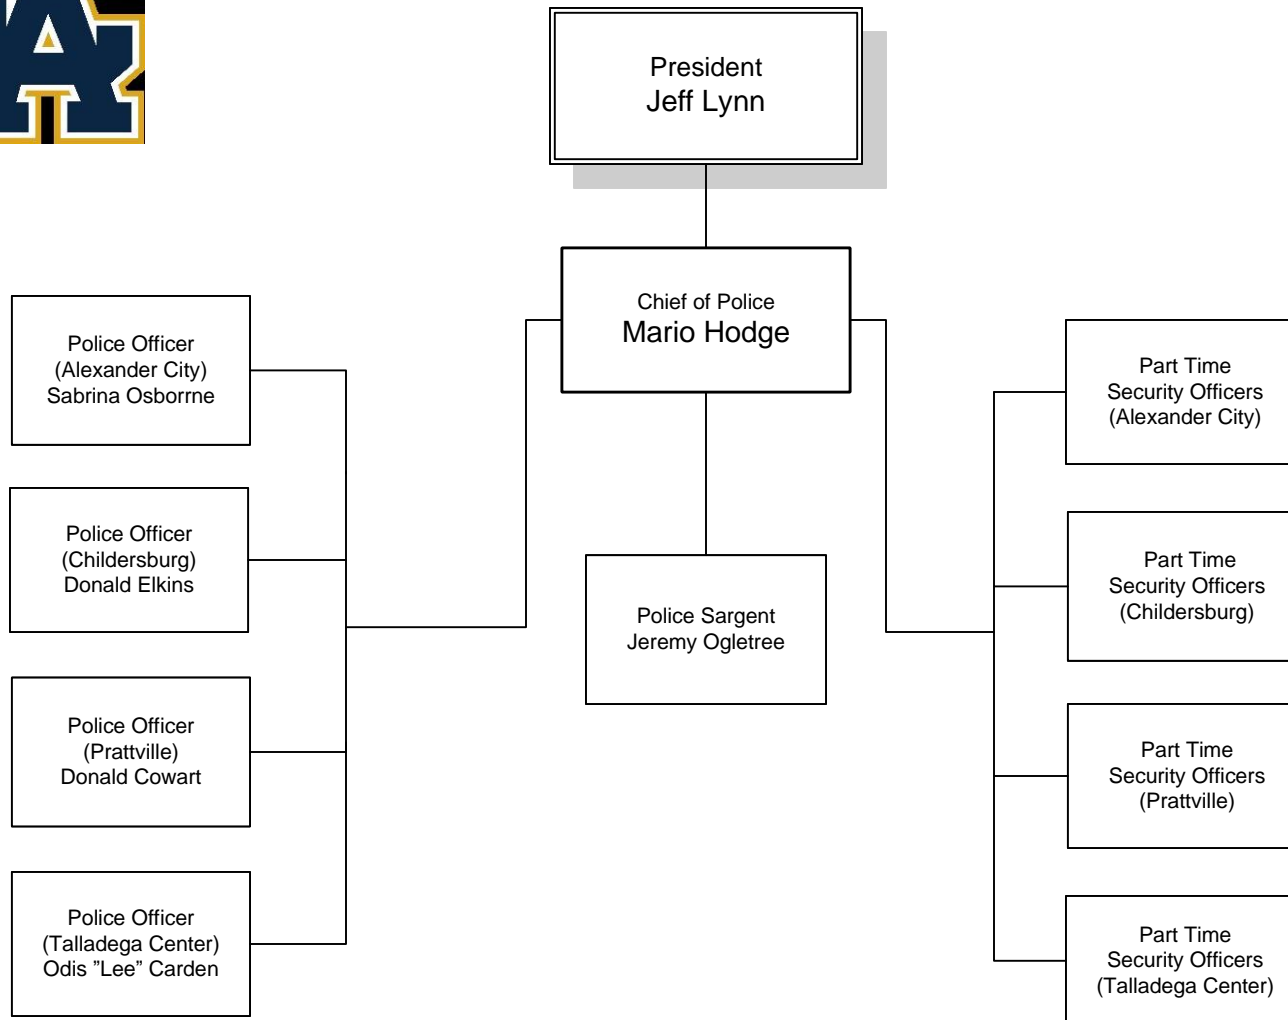 A
President
Jeff Lynn
Chief of Police
Mario Hodge
Police Officer
(Alexander City)
Sabrina Osborrne
Police Officer
(Childersburg)
Donald Elkins
Police Officer
(Prattville)
Donald Cowart
Police Officer
(Talladega Center)
Odis ”Lee” Carden
Police Sargent
Jeremy Ogletree
Part Time
Security Officers
(Alexander City)
Part Time
Security Officers
(Childersburg)
Part Time
Security Officers
(Prattville)
Part Time
Security Officers
(Talladega Center)